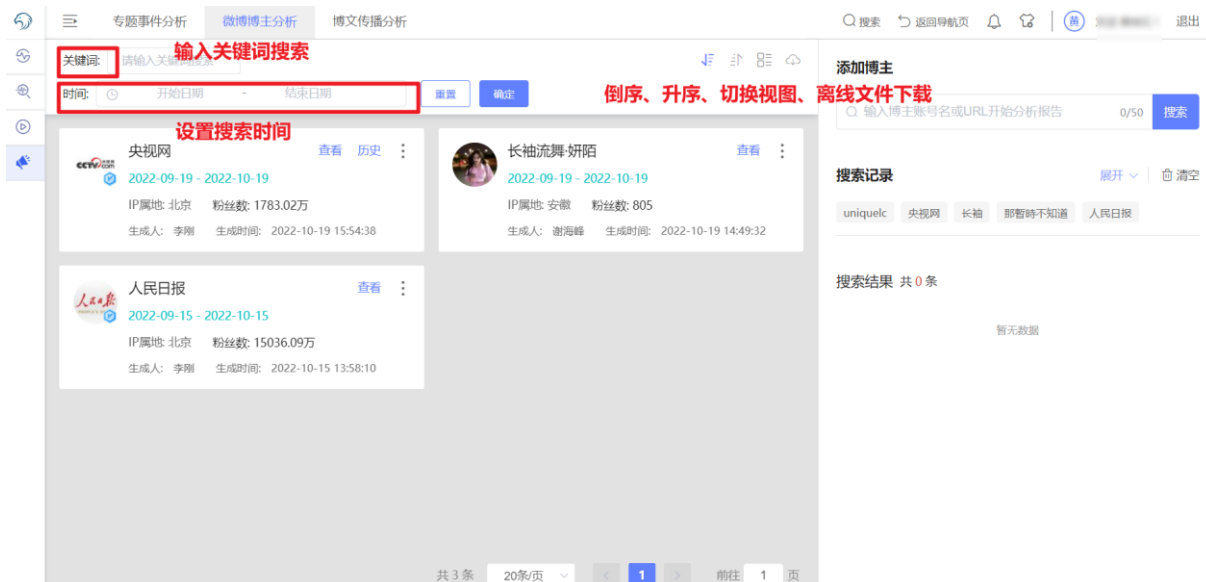 专题事件分析 微博博主分析 博文传播分析 搜索 返回导航页 黄 退出
关键词: 输入关键词搜索
时间: 开始日期 - 结束日期 重置 确定
倒序、升序、切换视图、离线文件下载
设置搜索时间
央视网 查看 历史
CCTV.com
2022-09-19 - 2022-10-19
IP属地: 北京 粉丝数: 1783.02万
生成人: 李刚 生成时间: 2022-10-19 15:54:38
长袖流舞·妍陌 查看
2022-09-19 - 2022-10-19
IP属地: 安徽 粉丝数: 805
生成人: 谢海峰 生成时间: 2022-10-19 14:49:32
人民日报 查看
人民日报
2022-09-15 - 2022-10-15
IP属地: 北京 粉丝数: 15036.09万
生成人: 李刚 生成时间: 2022-10-15 13:58:10
共 3 条 20条/页 1 前往 1 页
添加博主
输入博主账号名或URL开始分析报告 0/50 搜索
搜索记录 展开 清空
uniquelc 央视网 长袖 那暫時不知道 人民日报
搜索结果 共 0 条
暂无数据